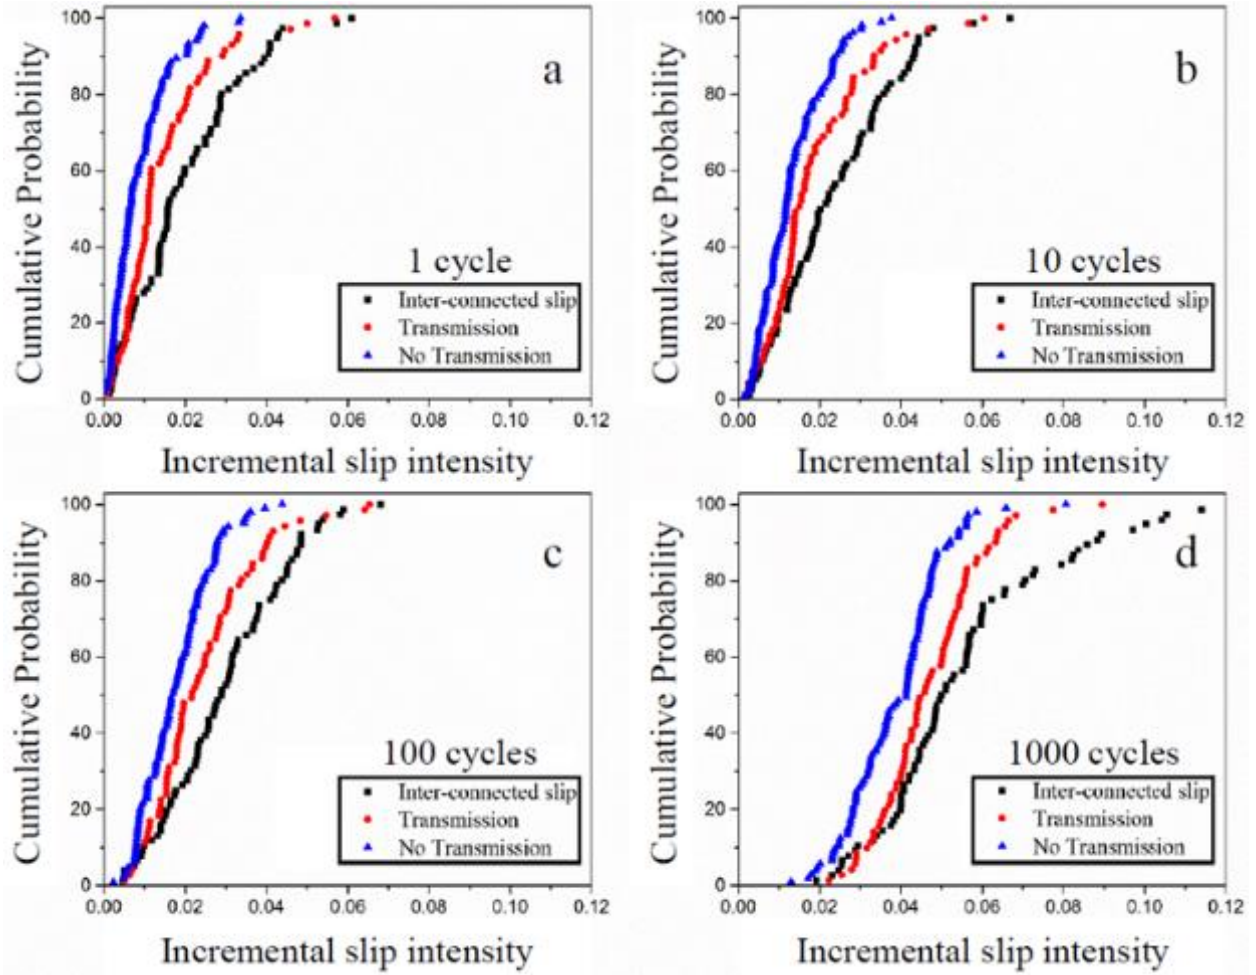 Cumulative Probability
100
80
60
40
20
0
a
1 cycle
Inter-connected slip
Transmission
No Transmission
0.00 0.02 0.04 0.06 0.08 0.10 0.12
Incremental slip intensity
Cumulative Probability
100
80
60
40
20
0
b
10 cycles
Inter-connected slip
Transmission
No Transmission
0.00 0.02 0.04 0.06 0.08 0.10 0.12
Incremental slip intensity
Cumulative Probability
100
80
60
40
20
0
c
100 cycles
Inter-connected slip
Transmission
No Transmission
0.00 0.02 0.04 0.06 0.08 0.10 0.12
Incremental slip intensity
Cumulative Probability
100
80
60
40
20
0
d
1000 cycles
Inter-connected slip
Transmission
No Transmission
0.00 0.02 0.04 0.06 0.08 0.10 0.12
Incremental slip intensity